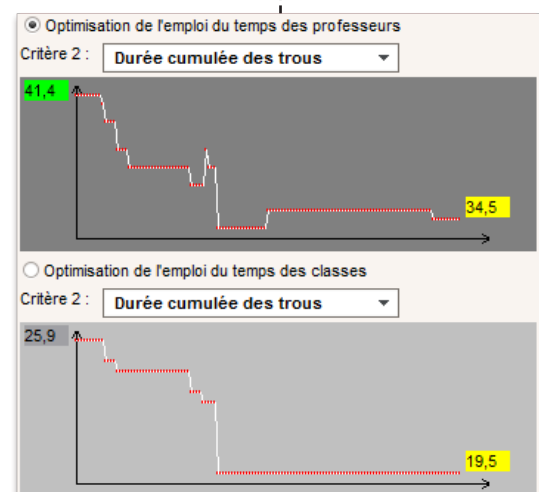 Optimisation de l'emploi du temps des professeurs
Critère 2 : Durée cumulée des trous
41,4
34,5
Optimisation de l'emploi du temps des classes
Critère 2 : Durée cumulée des trous
25,9
19,5